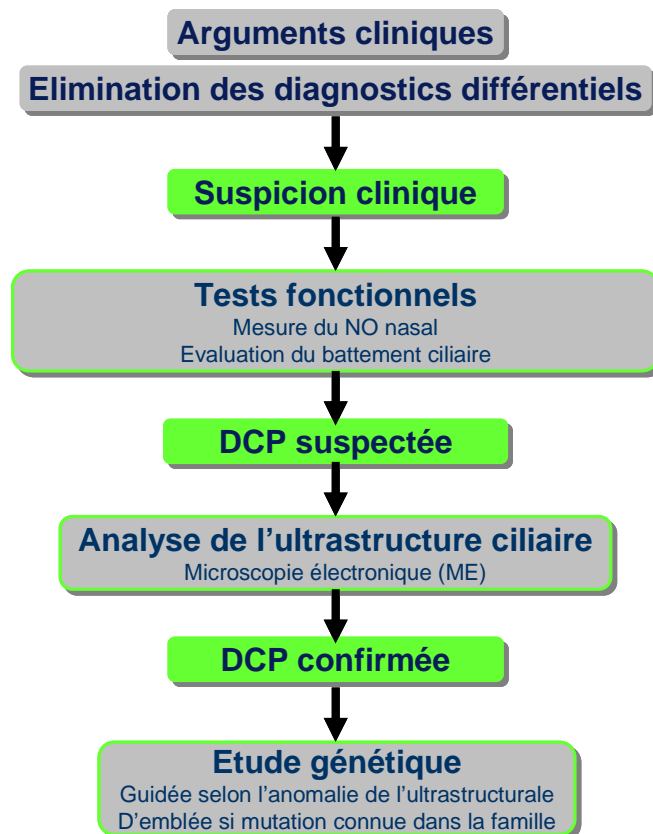 Arguments cliniques
Elimination des diagnostics différentiels
Suspicion clinique
Tests fonctionnels
Mesure du NO nasal
Evaluation du battement ciliaire
DCP suspectée
Analyse de l’ultrastructure ciliaire
Microscopie électronique (ME)
DCP confirmée
Etude génétique
Guidée selon l’anomalie de l’ultrastructurale
D’emblée si mutation connue dans la famille